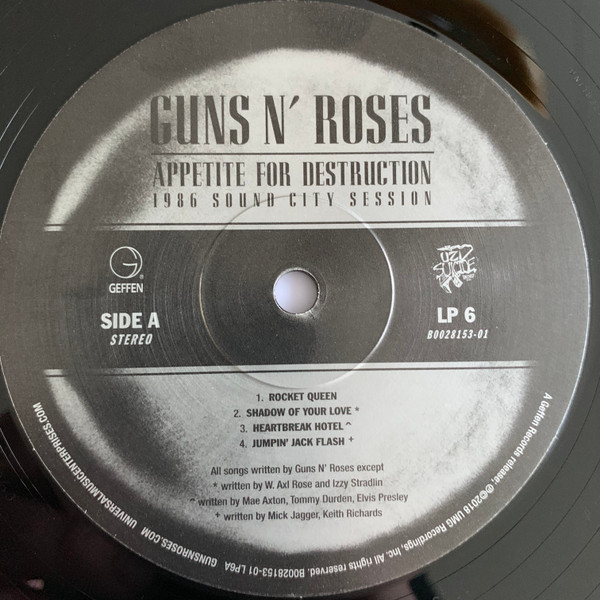 GUNS N' ROSES
APPETITE FOR DESTRUCTION
1986 SOUND CITY SESSION
G
GEFFEN®
UZI
SUICIDE
SIDE A
STEREO
LP 6
B0028153-01
1. ROCKET QUEEN
2. SHADOW OF YOUR LOVE *
3. HEARTBREAK HOTEL ^
4. JUMPIN' JACK FLASH +
All songs written by Guns N' Roses except
* written by W. Axl Rose and Izzy Stradlin
^ written by Mae Axton, Tommy Durden, Elvis Presley
+ written by Mick Jagger, Keith Richards
A Geffen Records release; ℗©2018 UMG Recordings, Inc. All rights reserved. B0028153-01 LP6A GUNSNROSES.COM UNIVERSALMUSICENTERPRISES.COM